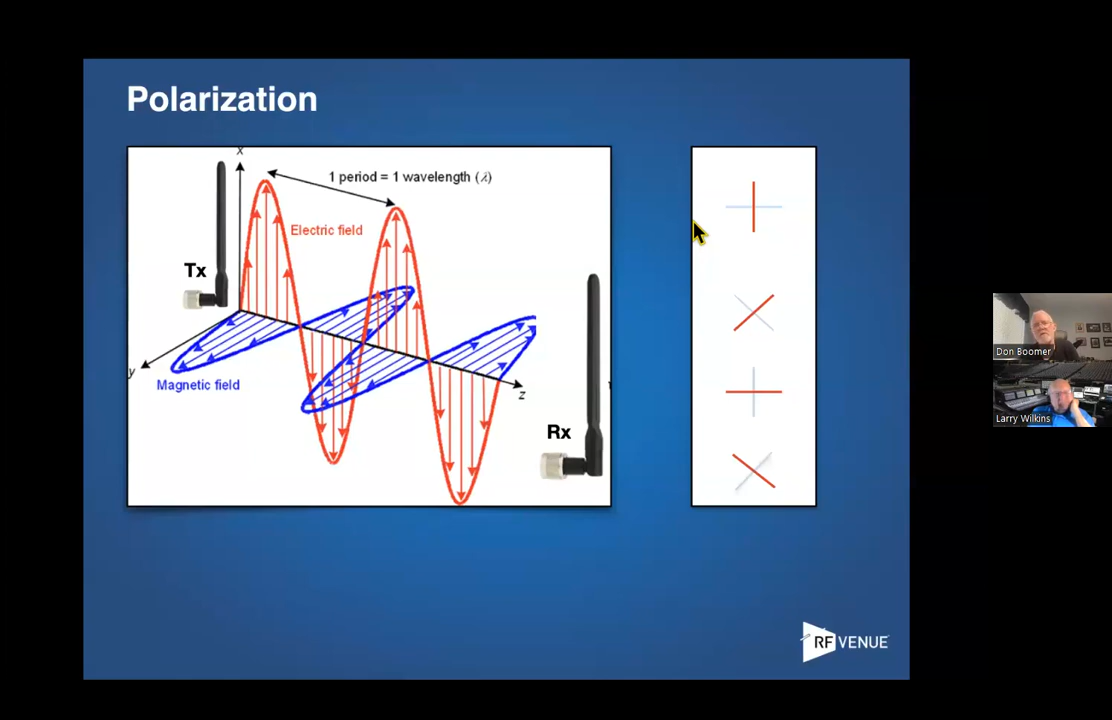 Polarization
x
1 period = 1 wavelength (λ)
Electric field
Tx
y
Magnetic field
z
Rx
Don Boomer
Larry Wilkins
RF VENUE